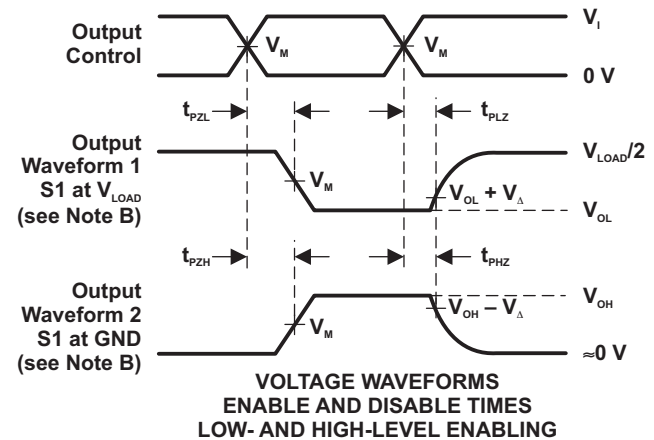 Output
Control
V_M
V_M
V_I
0 V
t_PZL
t_PLZ
Output
Waveform 1
S1 at V_LOAD
(see Note B)
V_M
V_OL + V_Δ
V_LOAD/2
V_OL
t_PZH
t_PHZ
Output
Waveform 2
S1 at GND
(see Note B)
V_M
V_OH – V_Δ
V_OH
≈0 V
VOLTAGE WAVEFORMS
ENABLE AND DISABLE TIMES
LOW- AND HIGH-LEVEL ENABLING